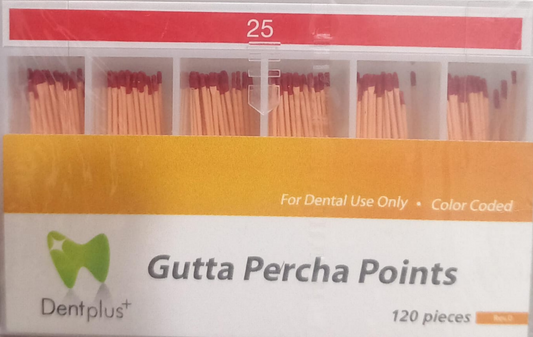 25
For Dental Use Only • Color Coded
Gutta Percha Points
Dentplus+
120 pieces